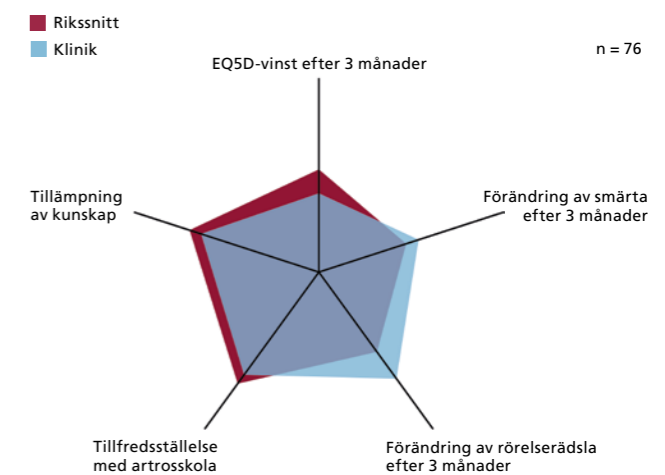 Rikssnitt
Klinik
n = 76
EQ5D-vinst efter 3 månader
Tillämpning
av kunskap
Förändring av smärta
efter 3 månader
Tillfredsställelse
med artrosskola
Förändring av rörelserädsla
efter 3 månader